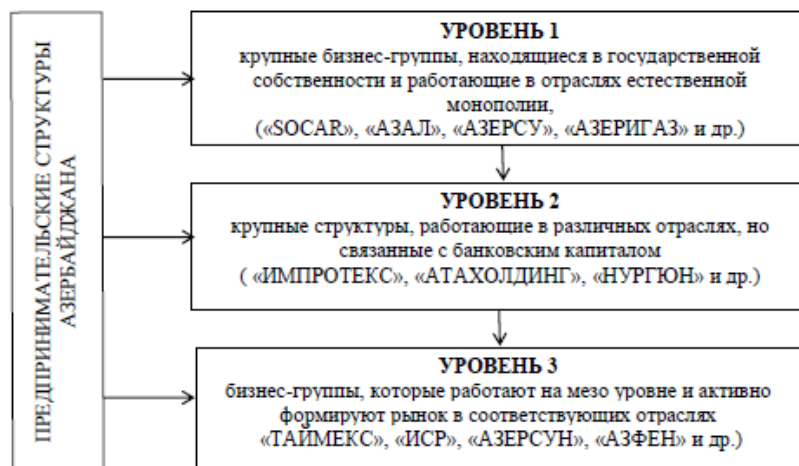 ПРЕДПРИНИМАТЕЛЬСКИЕ СТРУКТУРЫ
АЗЕРБАЙДЖАНА
УРОВЕНЬ 1
крупные бизнес-группы, находящиеся в государственной
собственности и работающие в отраслях естественной
монополии,
(«SOCAR», «АЗАЛ», «АЗЕРСУ», «АЗЕРИГАЗ» и др.)
УРОВЕНЬ 2
крупные структуры, работающие в различных отраслях, но
связанные с банковским капиталом
( «ИМПРОТЕКС», «АТАХОЛДИНГ», «НУРГЮН» и др.)
УРОВЕНЬ 3
бизнес-группы, которые работают на мезо уровне и активно
формируют рынок в соответствующих отраслях
«ТАЙМЕКС», «ИСР», «АЗЕРСУН», «АЗФЕН» и др.)